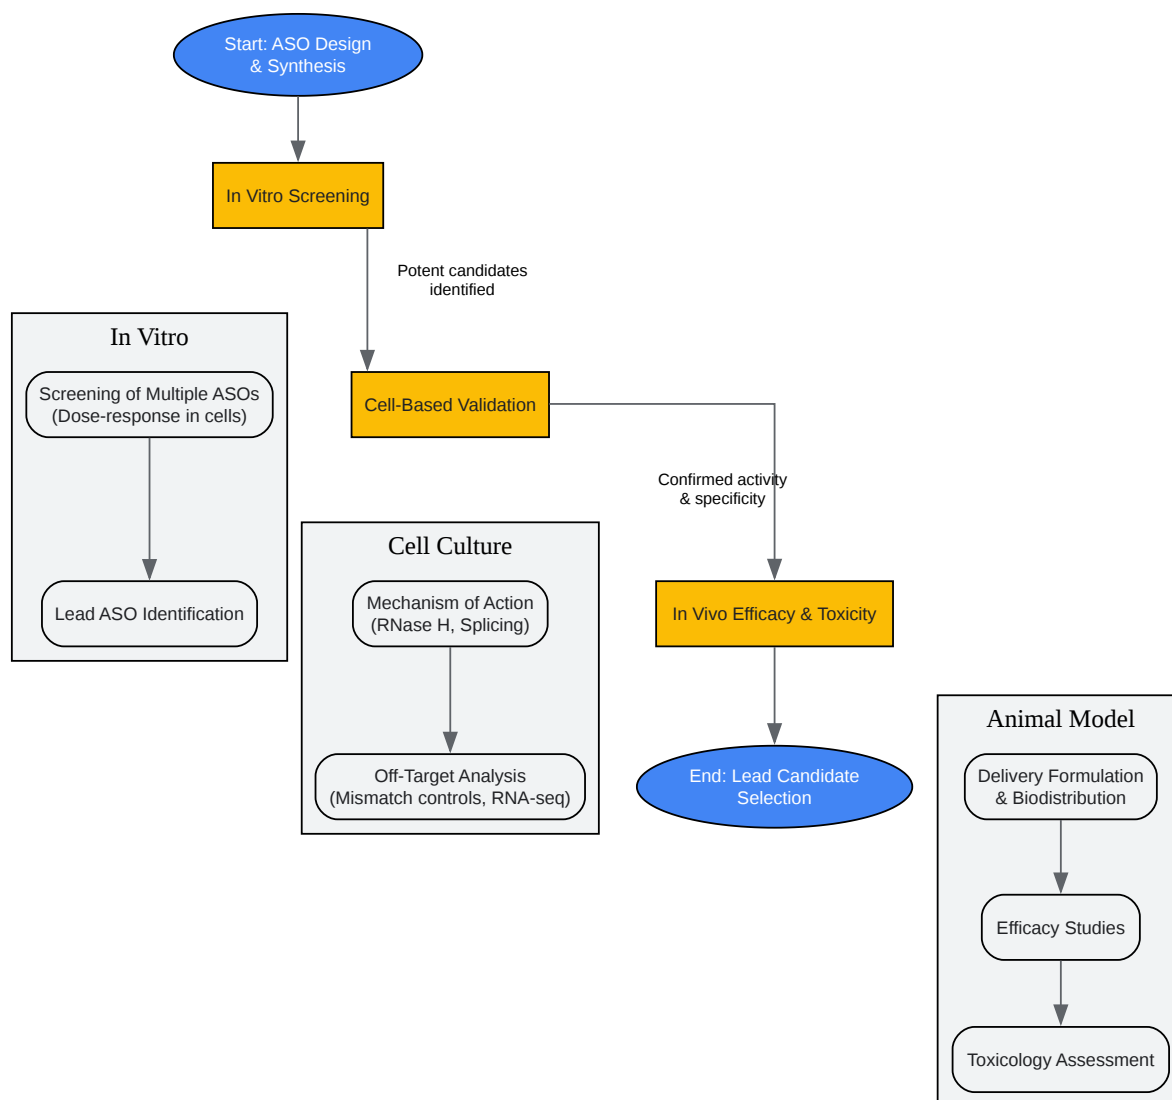 Start: ASO Design
& Synthesis
In Vitro Screening
Potent candidates
identified
In Vitro
Screening of Multiple ASOs
(Dose-response in cells)
Lead ASO Identification
Cell-Based Validation
Confirmed activity
& specificity
Cell Culture
Mechanism of Action
(RNase H, Splicing)
Off-Target Analysis
(Mismatch controls, RNA-seq)
In Vivo Efficacy & Toxicity
End: Lead Candidate
Selection
Animal Model
Delivery Formulation
& Biodistribution
Efficacy Studies
Toxicology Assessment